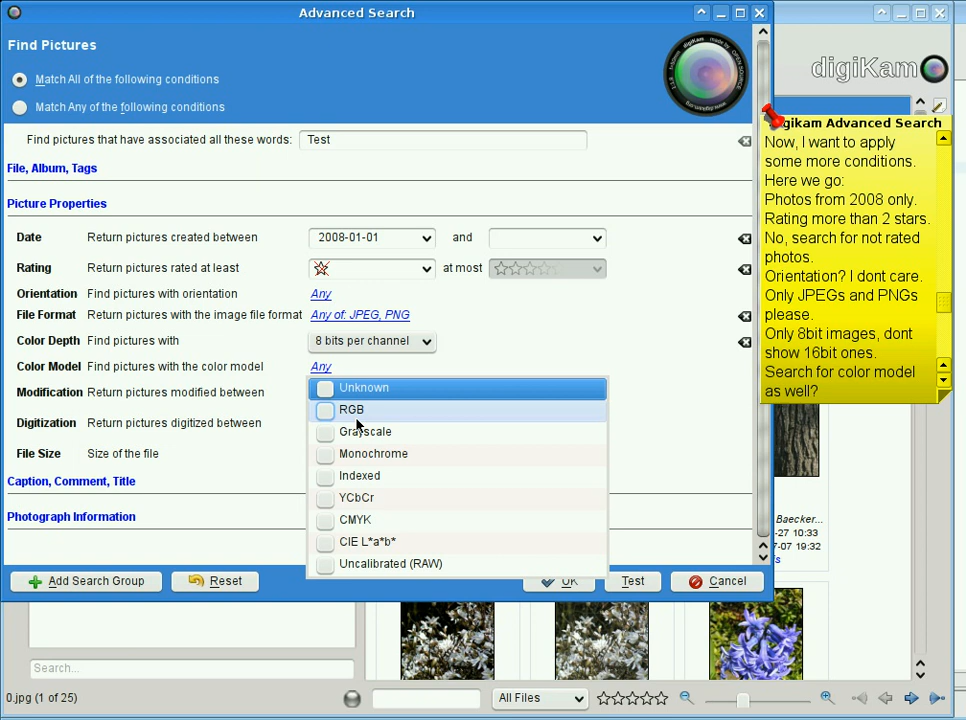 Advanced Search
Find Pictures
Match All of the following conditions
Match Any of the following conditions
digiKam
Find pictures that have associated all these words: Test
File, Album, Tags
Picture Properties
Date Return pictures created between 2008-01-01 and
Rating Return pictures rated at least at most
Orientation Find pictures with orientation Any
File Format Return pictures with the image file format Any of: JPEG, PNG
Color Depth Find pictures with 8 bits per channel
Color Model Find pictures with the color model Any
Modification Return pictures modified between
Digitization Return pictures digitized between
File Size Size of the file
Caption, Comment, Title
Photograph Information
Unknown
RGB
Grayscale
Monochrome
Indexed
YCbCr
CMYK
CIE L*a*b*
Uncalibrated (RAW)
Add Search Group Reset OK Test Cancel
gikam Advanced Search
Now, I want to apply
some more conditions.
Here we go:
Photos from 2008 only.
Rating more than 2 stars.
No, search for not rated
photos.
Orientation? I dont care.
Only JPEGs and PNGs
please.
Only 8bit images, dont
show 16bit ones.
Search for color model
as well?
Baecker...
-27 10:33
-07 19:32
Search...
0.jpg (1 of 25) All Files